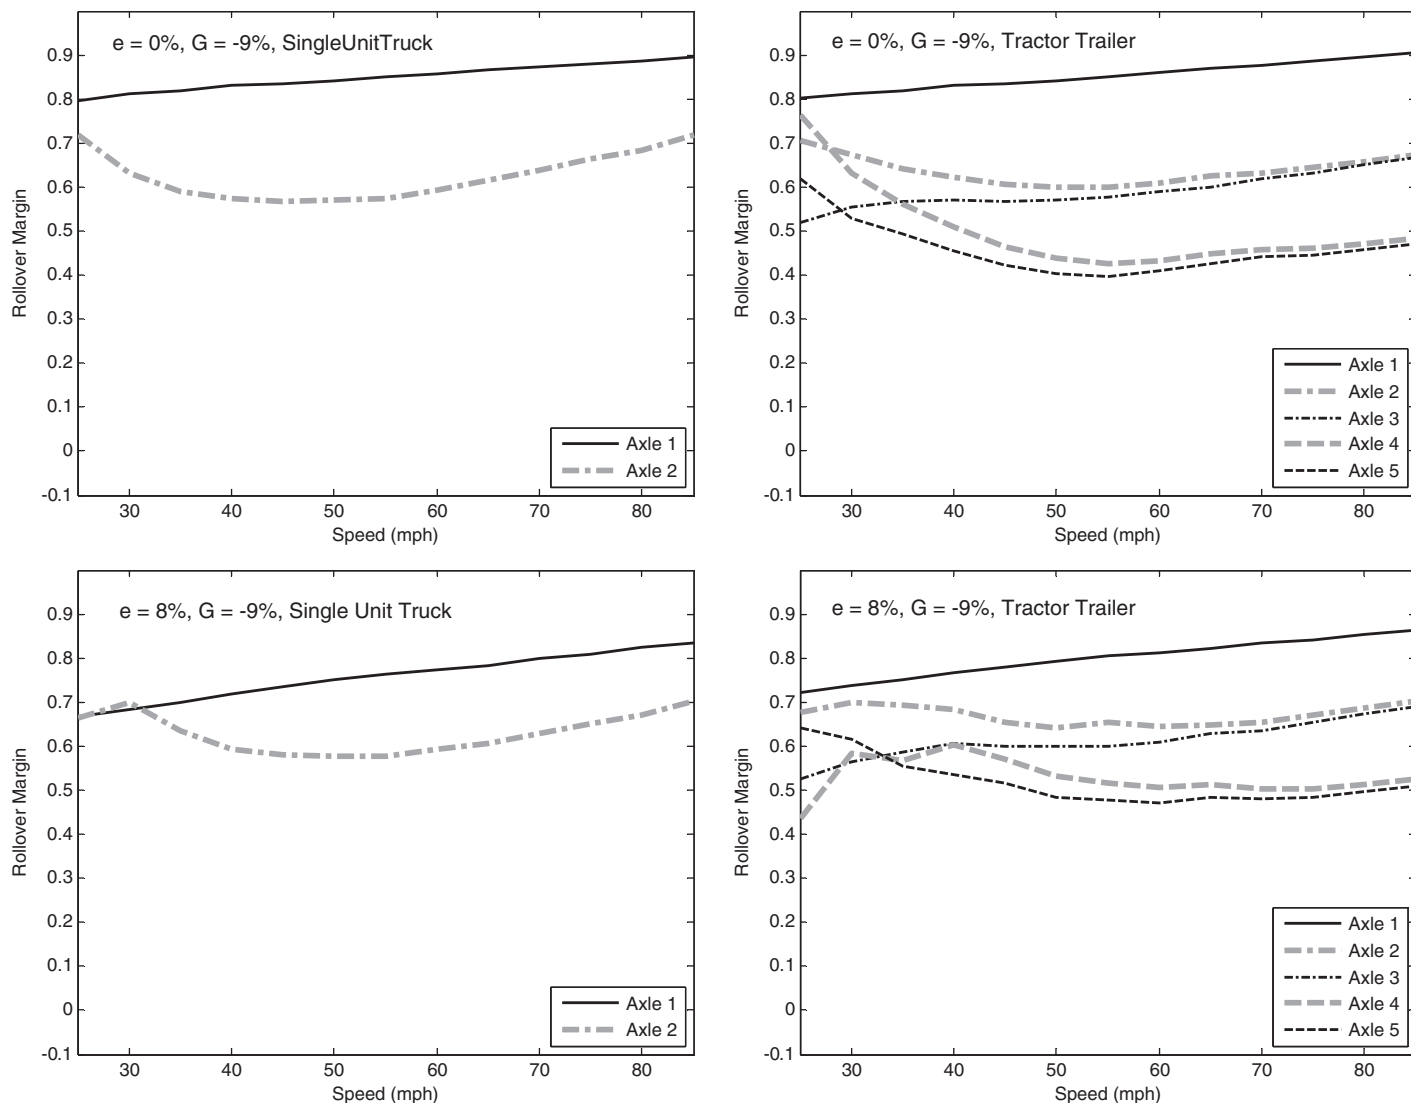 e = 0%, G = -9%, SingleUnitTruck
0.9
0.8
0.7
0.6
0.5
0.4
0.3
0.2
0.1
0
-0.1
Rollover Margin
30 40 50 60 70 80
Speed (mph)
Axle 1
Axle 2
e = 0%, G = -9%, Tractor Trailer
0.9
0.8
0.7
0.6
0.5
0.4
0.3
0.2
0.1
0
-0.1
Rollover Margin
30 40 50 60 70 80
Speed (mph)
Axle 1
Axle 2
Axle 3
Axle 4
Axle 5
e = 8%, G = -9%, Single Unit Truck
0.9
0.8
0.7
0.6
0.5
0.4
0.3
0.2
0.1
0
-0.1
Rollover Margin
30 40 50 60 70 80
Speed (mph)
Axle 1
Axle 2
e = 8%, G = -9%, Tractor Trailer
0.9
0.8
0.7
0.6
0.5
0.4
0.3
0.2
0.1
0
-0.1
Rollover Margin
30 40 50 60 70 80
Speed (mph)
Axle 1
Axle 2
Axle 3
Axle 4
Axle 5